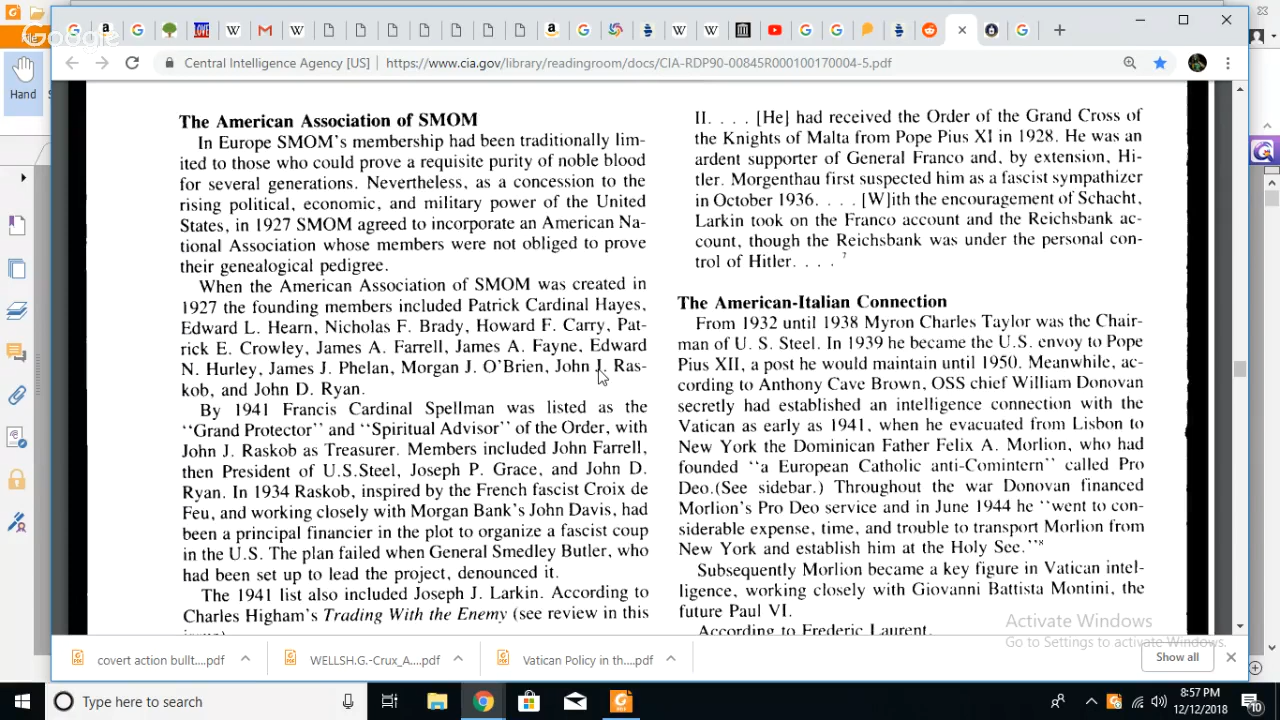 Google
Central Intelligence Agency [US]
https://www.cia.gov/library/readingroom/docs/CIA-RDP90-00845R000100170004-5.pdf
Hand
The American Association of SMOM
In Europe SMOM's membership had been traditionally lim-
ited to those who could prove a requisite purity of noble blood
for several generations. Nevertheless, as a concession to the
rising political, economic, and military power of the United
States, in 1927 SMOM agreed to incorporate an American Na-
tional Association whose members were not obliged to prove
their genealogical pedigree.
When the American Association of SMOM was created in
1927 the founding members included Patrick Cardinal Hayes,
Edward L. Hearn, Nicholas F. Brady, Howard F. Carry, Pat-
rick E. Crowley, James A. Farrell, James A. Fayne, Edward
N. Hurley, James J. Phelan, Morgan J. O'Brien, John J. Ras-
kob, and John D. Ryan.
By 1941 Francis Cardinal Spellman was listed as the
"Grand Protector" and "Spiritual Advisor" of the Order, with
John J. Raskob as Treasurer. Members included John Farrell,
then President of U.S.Steel, Joseph P. Grace, and John D.
Ryan. In 1934 Raskob, inspired by the French fascist Croix de
Feu, and working closely with Morgan Bank's John Davis, had
been a principal financier in the plot to organize a fascist coup
in the U.S. The plan failed when General Smedley Butler, who
had been set up to lead the project, denounced it.
The 1941 list also included Joseph J. Larkin. According to
Charles Higham's Trading With the Enemy (see review in this
II. . . . [He] had received the Order of the Grand Cross of
the Knights of Malta from Pope Pius XI in 1928. He was an
ardent supporter of General Franco and, by extension, Hi-
tler. Morgenthau first suspected him as a fascist sympathizer
in October 1936. . . . [W]ith the encouragement of Schacht,
Larkin took on the Franco account and the Reichsbank ac-
count, though the Reichsbank was under the personal con-
trol of Hitler. . . . 7
The American-Italian Connection
From 1932 until 1938 Myron Charles Taylor was the Chair-
man of U. S. Steel. In 1939 he became the U.S. envoy to Pope
Pius XII, a post he would maintain until 1950. Meanwhile, ac-
cording to Anthony Cave Brown, OSS chief William Donovan
secretly had established an intelligence connection with the
Vatican as early as 1941, when he evacuated from Lisbon to
New York the Dominican Father Felix A. Morlion, who had
founded "a European Catholic anti-Comintern" called Pro
Deo.(See sidebar.) Throughout the war Donovan financed
Morlion's Pro Deo service and in June 1944 he "went to con-
siderable expense, time, and trouble to transport Morlion from
New York and establish him at the Holy See."8
Subsequently Morlion became a key figure in Vatican intel-
ligence, working closely with Giovanni Battista Montini, the
future Paul VI.
According to Frederic Laurent,
Activate Windows
Go to Settings to activate Windows.
covert action bullt....pdf
WELLSH.G.-Crux_A....pdf
Vatican Policy in th....pdf
Show all
Type here to search
8:57 PM
12/12/2018
10